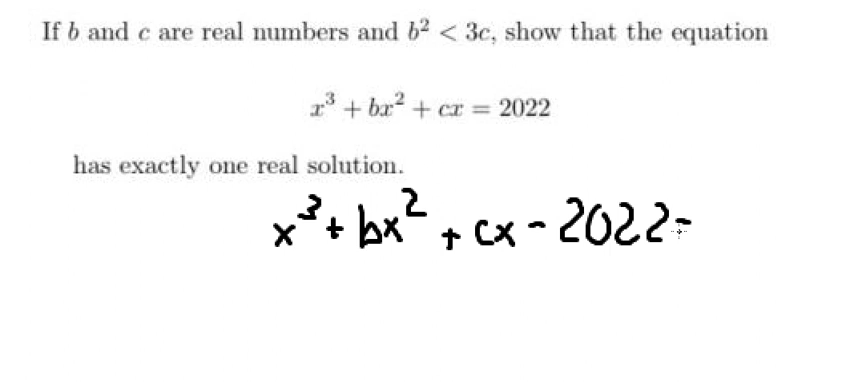 If b and c are real numbers and b² < 3c, show that the equation
x³ + bx² + cx = 2022
has exactly one real solution.
x³ + bx² + cx - 2022 =